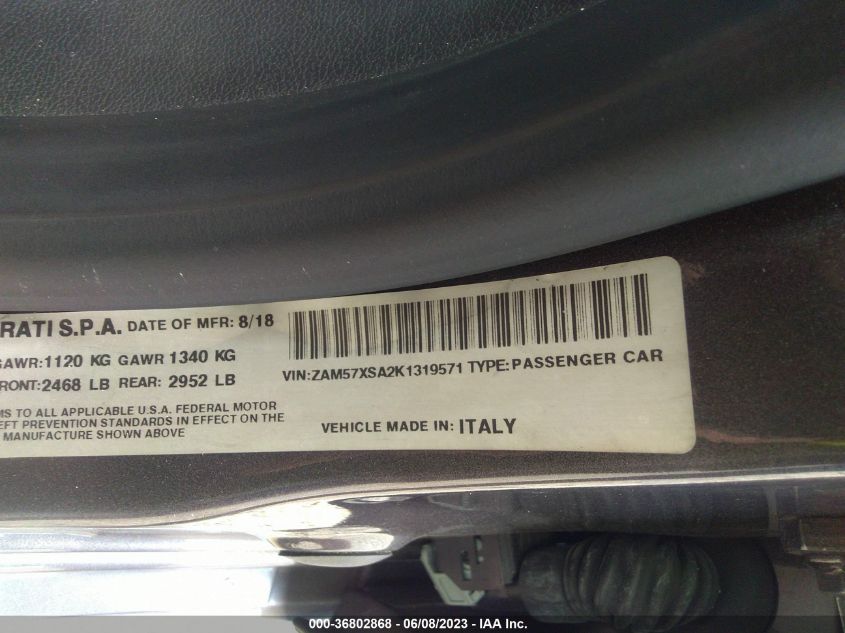 RATI S.P.A. DATE OF MFR: 8/18
GAWR:1120 KG GAWR 1340 KG
RONT:2468 LB REAR: 2952 LB
VIN:ZAM57XSA2K1319571 TYPE:PASSENGER CAR
MS TO ALL APPLICABLE U.S.A. FEDERAL MOTOR
EFT PREVENTION STANDARDS IN EFFECT ON THE
MANUFACTURE SHOWN ABOVE
VEHICLE MADE IN: ITALY
000-36802868 - 06/08/2023 - IAA Inc.